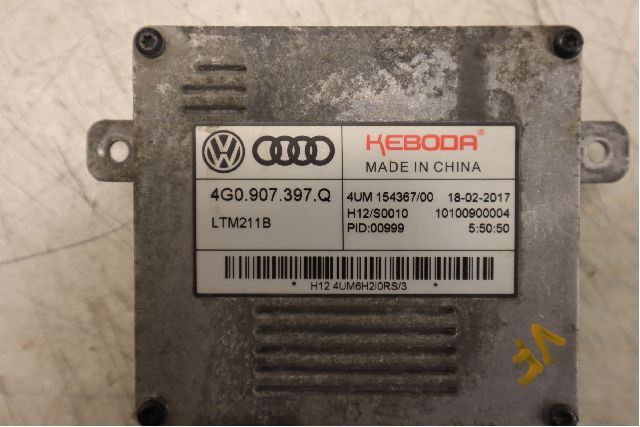 KEBODA®
MADE IN CHINA
4G0.907.397.Q
LTM211B
4UM 154367/00 18-02-2017
H12/S0010 10100900004
PID:00999 5:50:50
* H12 4UM6H2I0RS/3 *
VF